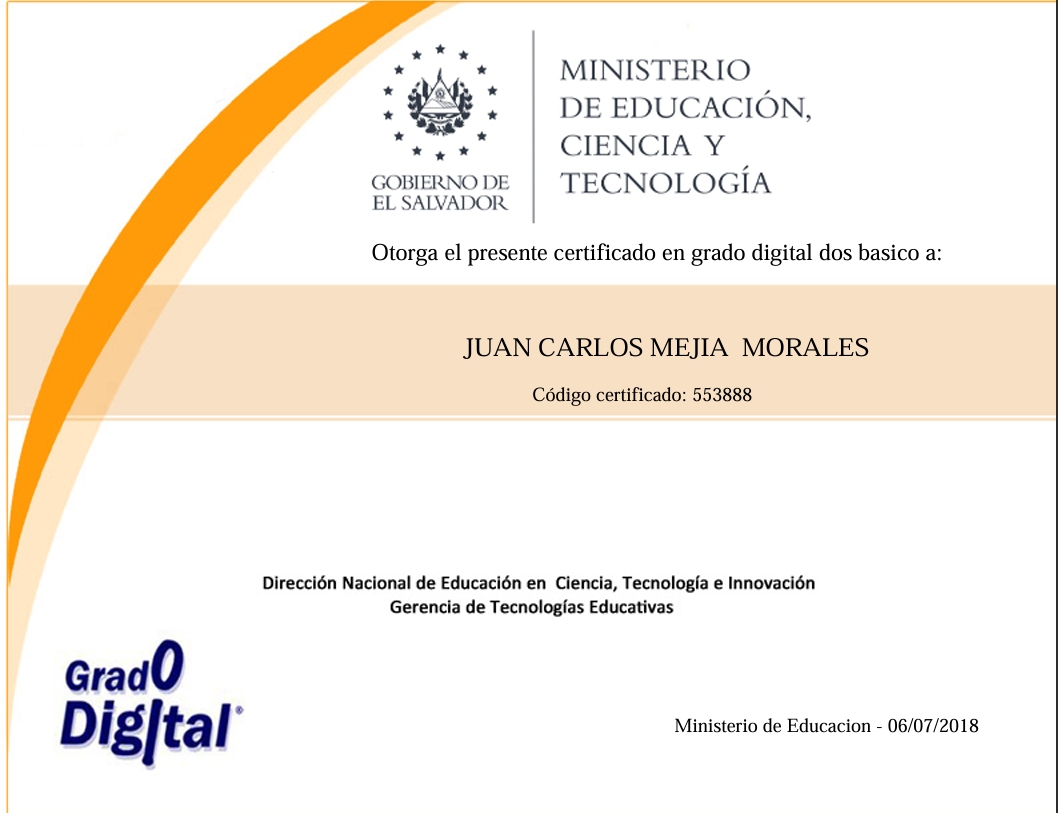 MINISTERIO
DE EDUCACIÓN,
CIENCIA Y
TECNOLOGÍA
GOBIERNO DE
EL SALVADOR
Otorga el presente certificado en grado digital dos basico a:
JUAN CARLOS MEJIA  MORALES
Código certificado: 553888
Dirección Nacional de Educación en  Ciencia, Tecnología e Innovación
Gerencia de Tecnologías Educativas
GradO
DigItal®
Ministerio de Educacion - 06/07/2018